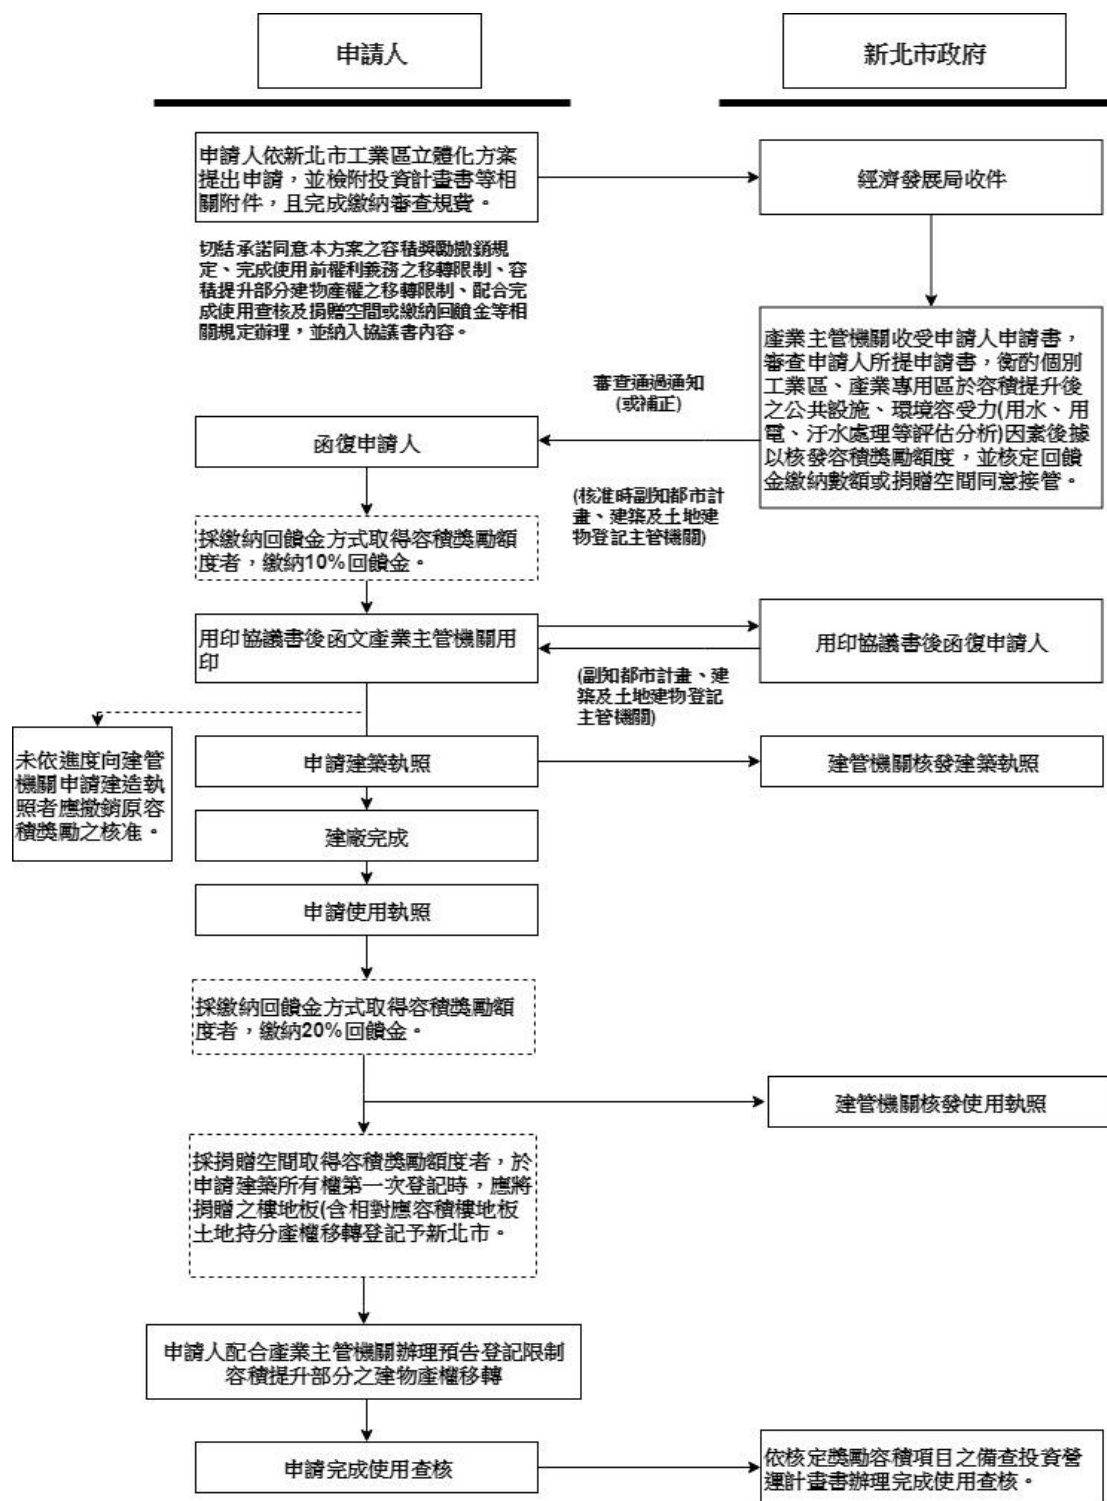 申請人
新北市政府
申請人依新北市工業區立體化方案
提出申請，並檢附投資計畫書等相
關附件，且完成繳納審查規費。
經濟發展局收件
切結承諾同意本方案之容積獎勵撤銷規
定、完成使用前權利義務之移轉限制、容
積提升部分建物產權之移轉限制、配合完
成使用查核及捐贈空間或繳納回饋金等相
關規定辦理，並納入協議書內容。
產業主管機關收受申請人申請書，
審查申請人所提申請書，衡酌個別
工業區、產業專用區於容積提升後
之公共設施、環境容受力(用水、用
電、汙水處理等評估分析)因素後據
以核發容積獎勵額度，並核定回饋
金繳納數額或捐贈空間同意接管。
審查通過通知
(或補正)
函復申請人
(核准時副知都市計
畫、建築及土地建
物登記主管機關)
採繳納回饋金方式取得容積獎勵額
度者，繳納10%回饋金。
用印協議書後函文產業主管機關用
印
用印協議書後函復申請人
(副知都市計畫、建
築及土地建物登記
主管機關)
未依進度向建管
機關申請建造執
照者應撤銷原容
積獎勵之核准。
申請建築執照
建管機關核發建築執照
建廠完成
申請使用執照
採繳納回饋金方式取得容積獎勵額
度者，繳納20%回饋金。
建管機關核發使用執照
採捐贈空間取得容積獎勵額度者，於
申請建築所有權第一次登記時，應將
捐贈之樓地板(含相對應容積樓地板
土地持分產權移轉登記予新北市。
申請人配合產業主管機關辦理預告登記限制
容積提升部分之建物產權移轉
申請完成使用查核
依核定獎勵容積項目之備查投資營
運計畫書辦理完成使用查核。